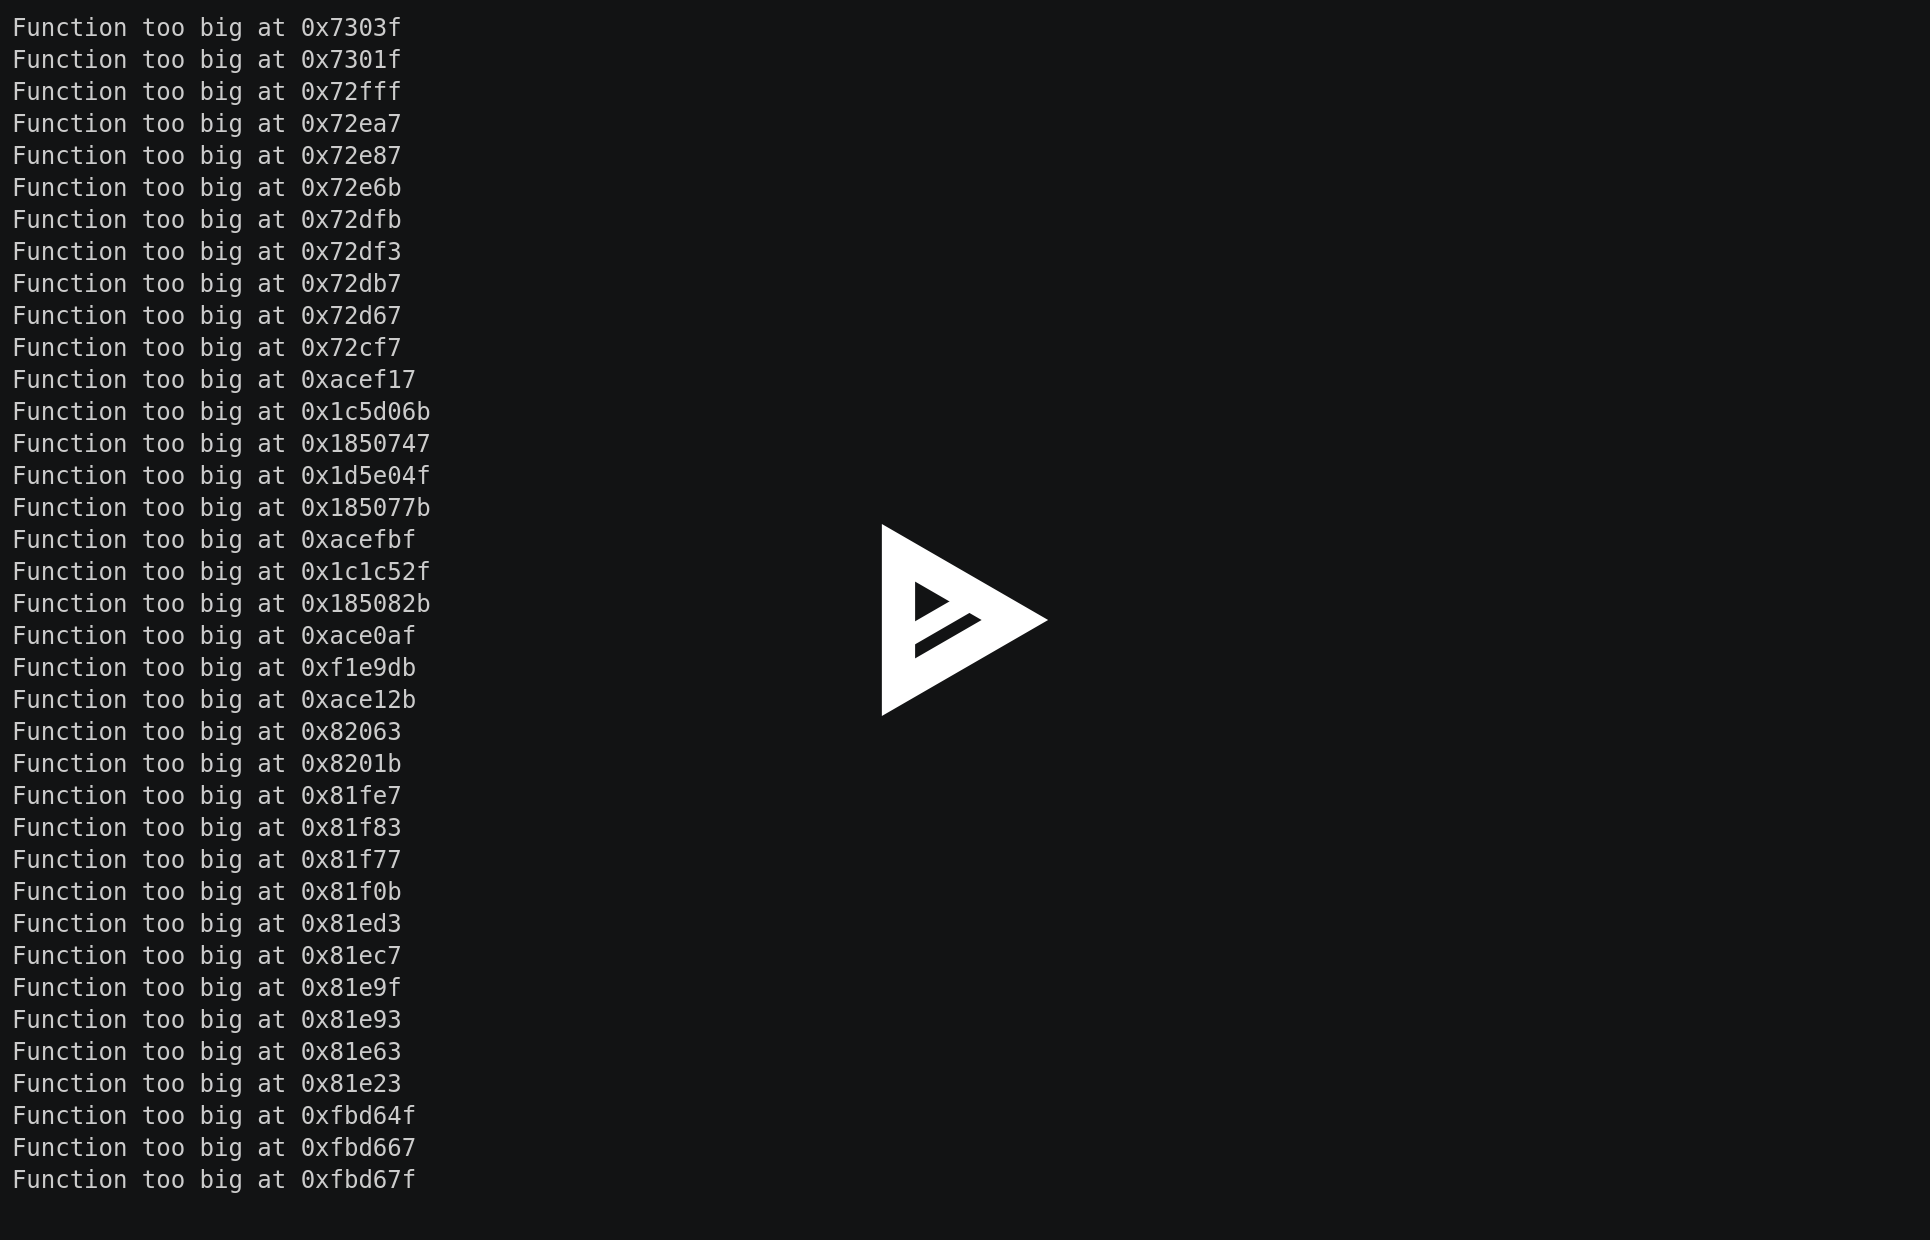 Function too big at 0x7303f
Function too big at 0x7301f
Function too big at 0x72fff
Function too big at 0x72ea7
Function too big at 0x72e87
Function too big at 0x72e6b
Function too big at 0x72dfb
Function too big at 0x72df3
Function too big at 0x72db7
Function too big at 0x72d67
Function too big at 0x72cf7
Function too big at 0xacef17
Function too big at 0x1c5d06b
Function too big at 0x1850747
Function too big at 0x1d5e04f
Function too big at 0x185077b
Function too big at 0xacefbf
Function too big at 0x1c1c52f
Function too big at 0x185082b
Function too big at 0xace0af
Function too big at 0xf1e9db
Function too big at 0xace12b
Function too big at 0x82063
Function too big at 0x8201b
Function too big at 0x81fe7
Function too big at 0x81f83
Function too big at 0x81f77
Function too big at 0x81f0b
Function too big at 0x81ed3
Function too big at 0x81ec7
Function too big at 0x81e9f
Function too big at 0x81e93
Function too big at 0x81e63
Function too big at 0x81e23
Function too big at 0xfbd64f
Function too big at 0xfbd667
Function too big at 0xfbd67f